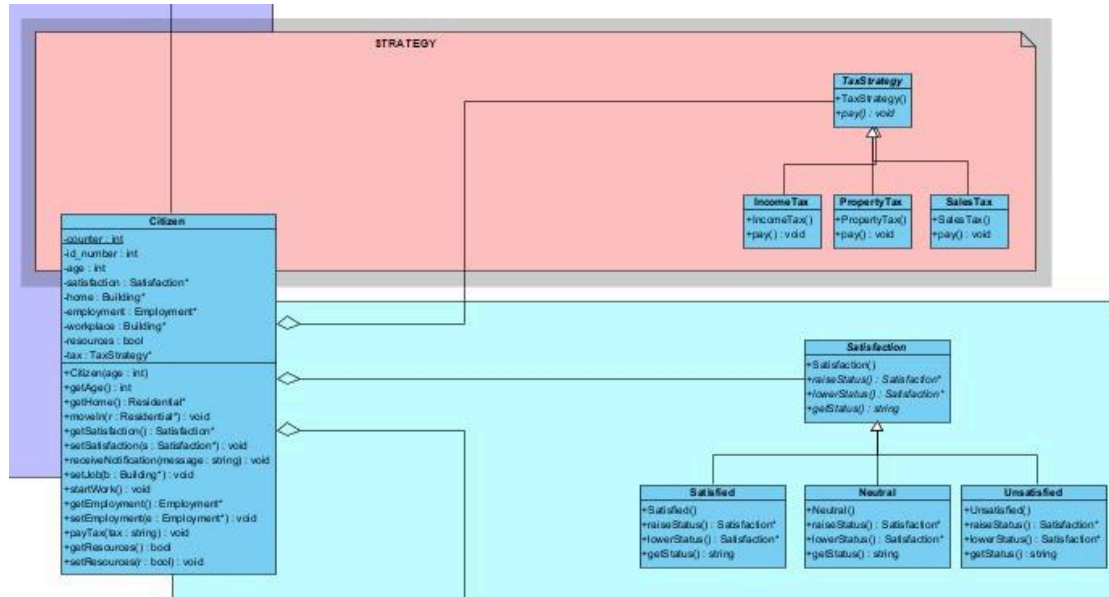 STRATEGY
TaxStrategy
+TaxStrategy()
+pay() : void
IncomeTax
+IncomeTax()
+pay() : void
PropertyTax
+PropertyTax()
+pay() : void
SalesTax
+SalesTax()
+pay() : void
Citizen
-counter : int
-id_number : int
-age : int
-satisfaction : Satisfaction*
-home : Building*
-employment : Employment*
-workplace : Building*
-resources : bool
-tax : TaxStrategy*
+Citizen(age : int)
+getAge() : int
+getHome() : Residential*
+moveIn(r : Residential*) : void
+getSatisfaction() : Satisfaction*
+setSatisfaction(s : Satisfaction*) : void
+receiveNotification(message : string) : void
+setJob(b : Building*) : void
+startWork() : void
+getEmployment() : Employment*
+setEmployment(e : Employment*) : void
+payTax(tax : string) : void
+getResources() : bool
+setResources(r : bool) : void
Satisfaction
+Satisfaction()
+raiseStatus() : Satisfaction*
+lowerStatus() : Satisfaction*
+getStatus() : string
Satisfied
+Satisfied()
+raiseStatus() : Satisfaction*
+lowerStatus() : Satisfaction*
+getStatus() : string
Neutral
+Neutral()
+raiseStatus() : Satisfaction*
+lowerStatus() : Satisfaction*
+getStatus() : string
Unsatisfied
+Unsatisfied()
+raiseStatus() : Satisfaction*
+lowerStatus() : Satisfaction*
+getStatus() : string